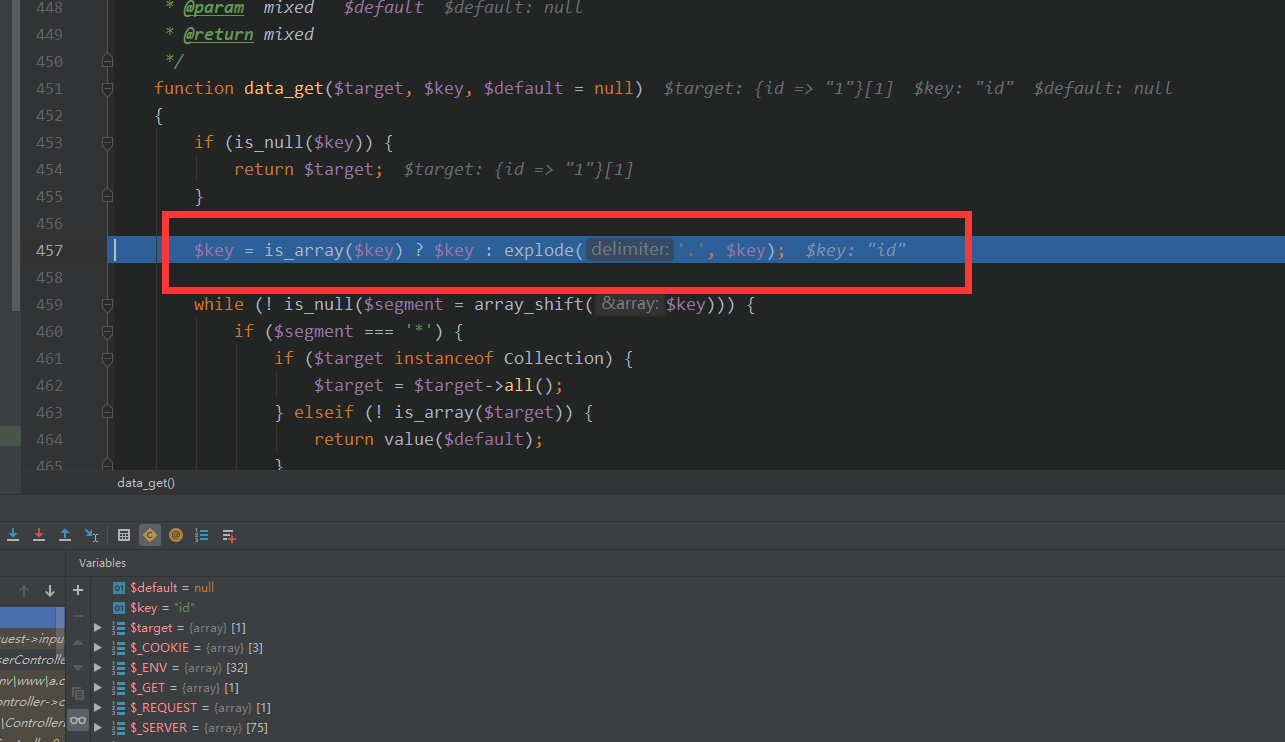 448 * @param mixed $default $default: null
449 * @return mixed
450 */
451 function data_get($target, $key, $default = null) $target: {id => "1"}[1] $key: "id" $default: null
452 {
453 if (is_null($key)) {
454 return $target; $target: {id => "1"}[1]
455 }
456
457 $key = is_array($key) ? $key : explode( delimiter: '.', $key); $key: "id"
458
459 while (! is_null($segment = array_shift( &array: $key))) {
460 if ($segment === '*') {
461 if ($target instanceof Collection) {
462 $target = $target->all();
463 } elseif (! is_array($target)) {
464 return value($default);
465 }
data_get()
Variables
$default = null
$key = "id"
$target = {array} [1]
uest->inpu
$_COOKIE = {array} [3]
serControlle
$_ENV = {array} [32]
nv\www\a.c
$_GET = {array} [1]
ontroller->c
$_REQUEST = {array} [1]
\Controller
$_SERVER = {array} [75]